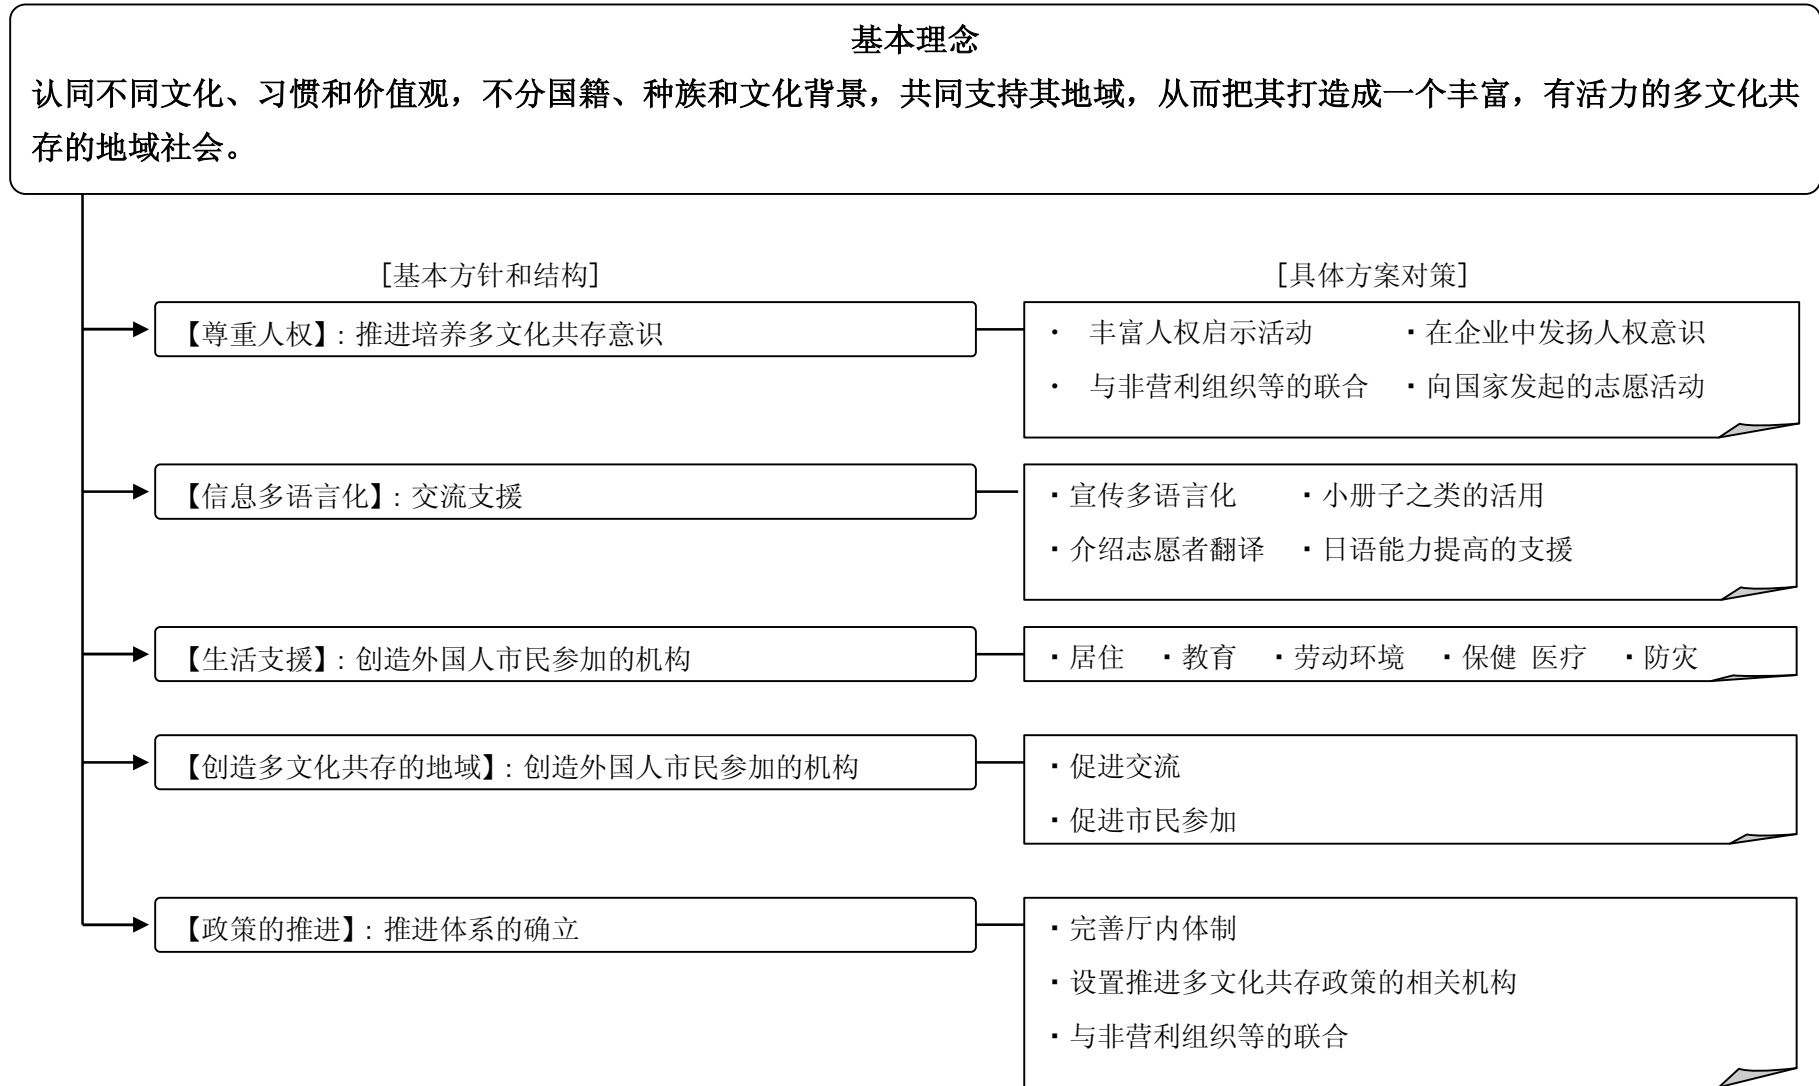 基本理念
认同不同文化、习惯和价值观，不分国籍、种族和文化背景，共同支持其地域，从而把其打造成一个丰富，有活力的多文化共
存的地域社会。
[基本方针和结构] [具体方案对策]
【尊重人权】：推进培养多文化共存意识
・ 丰富人权启示活动 ・在企业中发扬人权意识
・ 与非营利组织等的联合 ・向国家发起的志愿活动
【信息多语言化】：交流支援
・宣传多语言化 ・小册子之类的活用
・介绍志愿者翻译 ・日语能力提高的支援
【生活支援】：创造外国人市民参加的机构
・居住 ・教育 ・劳动环境 ・保健 医疗 ・防灾
【创造多文化共存的地域】：创造外国人市民参加的机构
・促进交流
・促进市民参加
【政策的推进】：推进体系的确立
・完善厅内体制
・设置推进多文化共存政策的相关机构
・与非营利组织等的联合